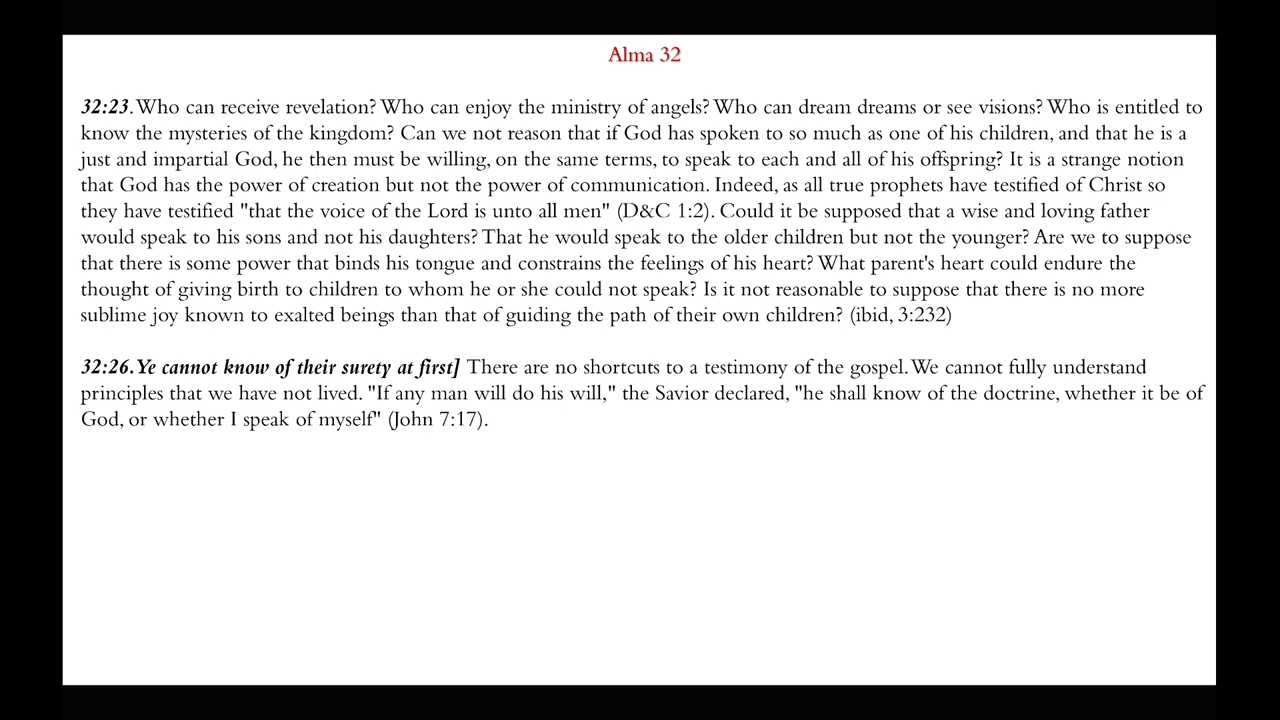 Alma 32
32:23. Who can receive revelation? Who can enjoy the ministry of angels? Who can dream dreams or see visions? Who is entitled to
know the mysteries of the kingdom? Can we not reason that if God has spoken to so much as one of his children, and that he is a
just and impartial God, he then must be willing, on the same terms, to speak to each and all of his offspring? It is a strange notion
that God has the power of creation but not the power of communication. Indeed, as all true prophets have testified of Christ so
they have testified "that the voice of the Lord is unto all men" (D&C 1:2). Could it be supposed that a wise and loving father
would speak to his sons and not his daughters? That he would speak to the older children but not the younger? Are we to suppose
that there is some power that binds his tongue and constrains the feelings of his heart? What parent's heart could endure the
thought of giving birth to children to whom he or she could not speak? Is it not reasonable to suppose that there is no more
sublime joy known to exalted beings than that of guiding the path of their own children? (ibid, 3:232)
32:26. Ye cannot know of their surety at first] There are no shortcuts to a testimony of the gospel. We cannot fully understand
principles that we have not lived. "If any man will do his will," the Savior declared, "he shall know of the doctrine, whether it be of
God, or whether I speak of myself" (John 7:17).